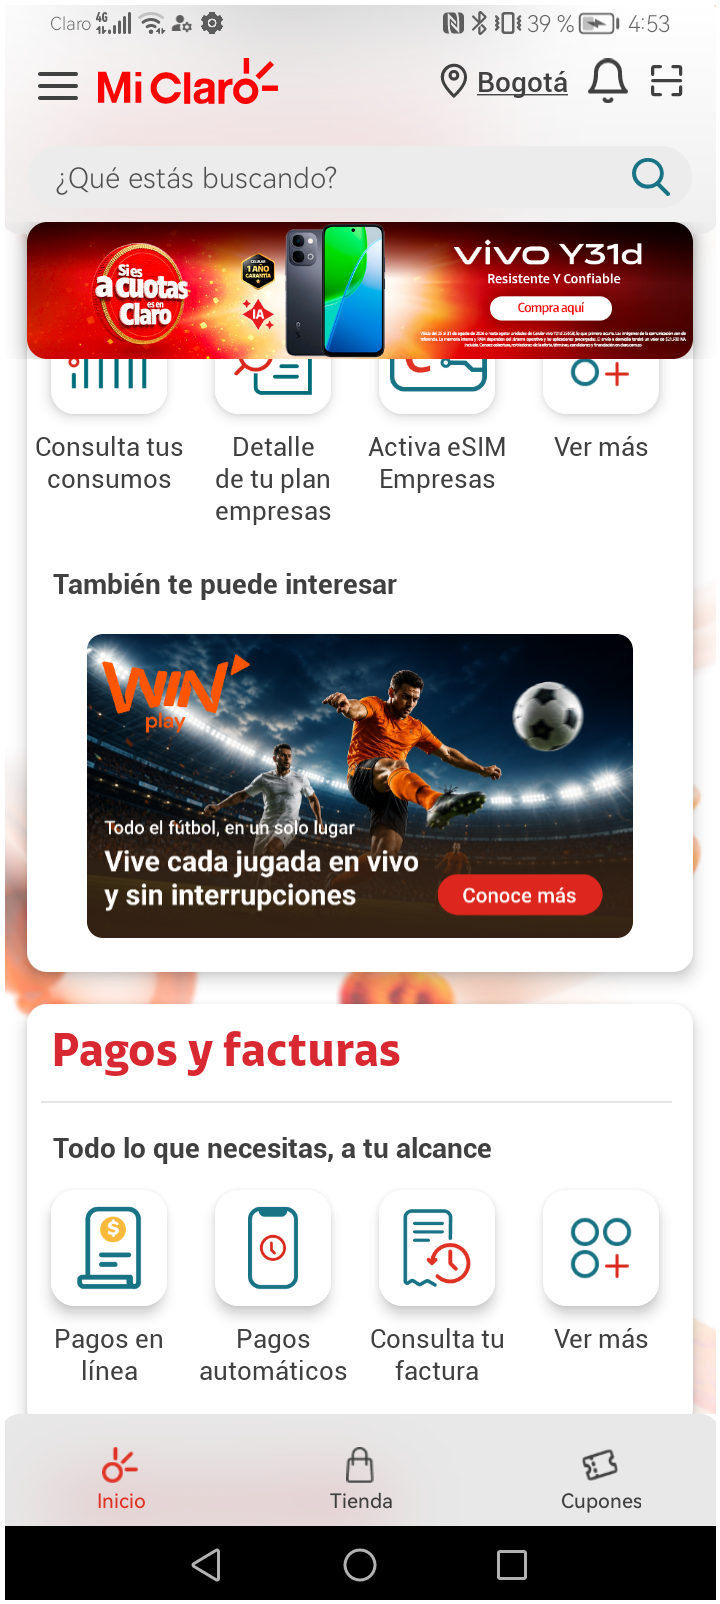 Claro 4G 39 % 4:53
Mi Claro
Bogotá
¿Qué estás buscando?
Si es
a cuotas
es en
Claro
1 AÑO
GARANTÍA
IA
vivo Y31d
Resistente Y Confiable
Compra aquí
Consulta tus
consumos
Detalle
de tu plan
empresas
Activa eSIM
Empresas
Ver más
También te puede interesar
WIN
play
Todo el fútbol, en un solo lugar
Vive cada jugada en vivo
y sin interrupciones
Conoce más
Pagos y facturas
Todo lo que necesitas, a tu alcance
Pagos en
línea
Pagos
automáticos
Consulta tu
factura
Ver más
Inicio
Tienda
Cupones